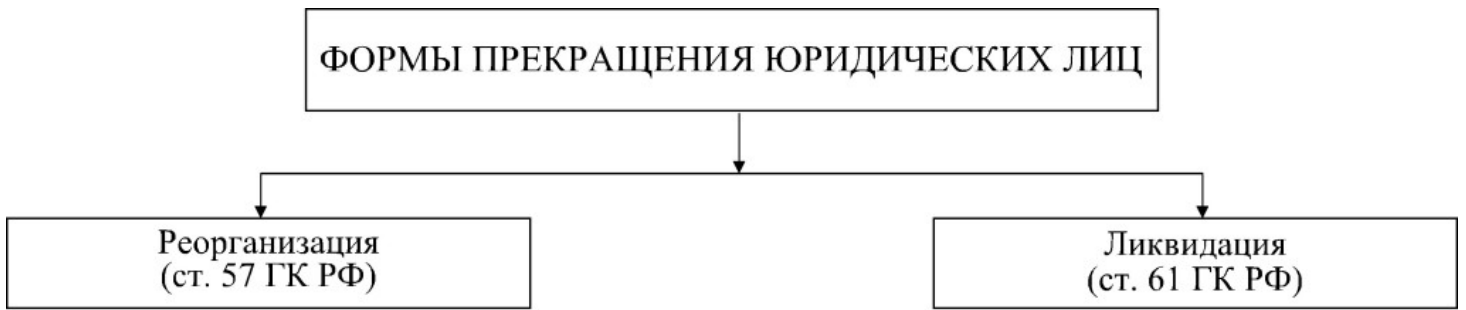 ФОРМЫ ПРЕКРАЩЕНИЯ ЮРИДИЧЕСКИХ ЛИЦ
Реорганизация
(ст. 57 ГК РФ)
Ликвидация
(ст. 61 ГК РФ)